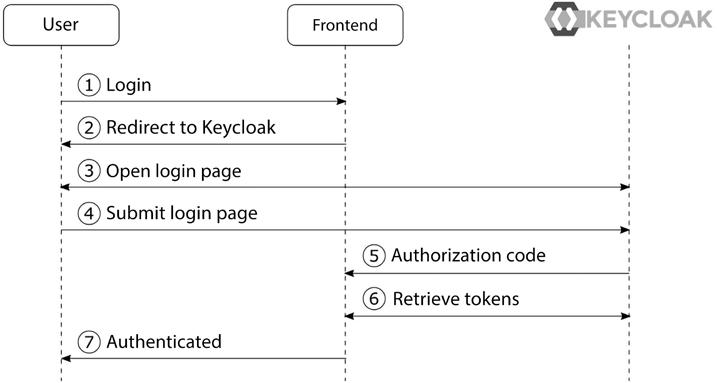 User
Frontend
KEYCLOAK
1 Login
2 Redirect to Keycloak
3 Open login page
4 Submit login page
5 Authorization code
6 Retrieve tokens
7 Authenticated